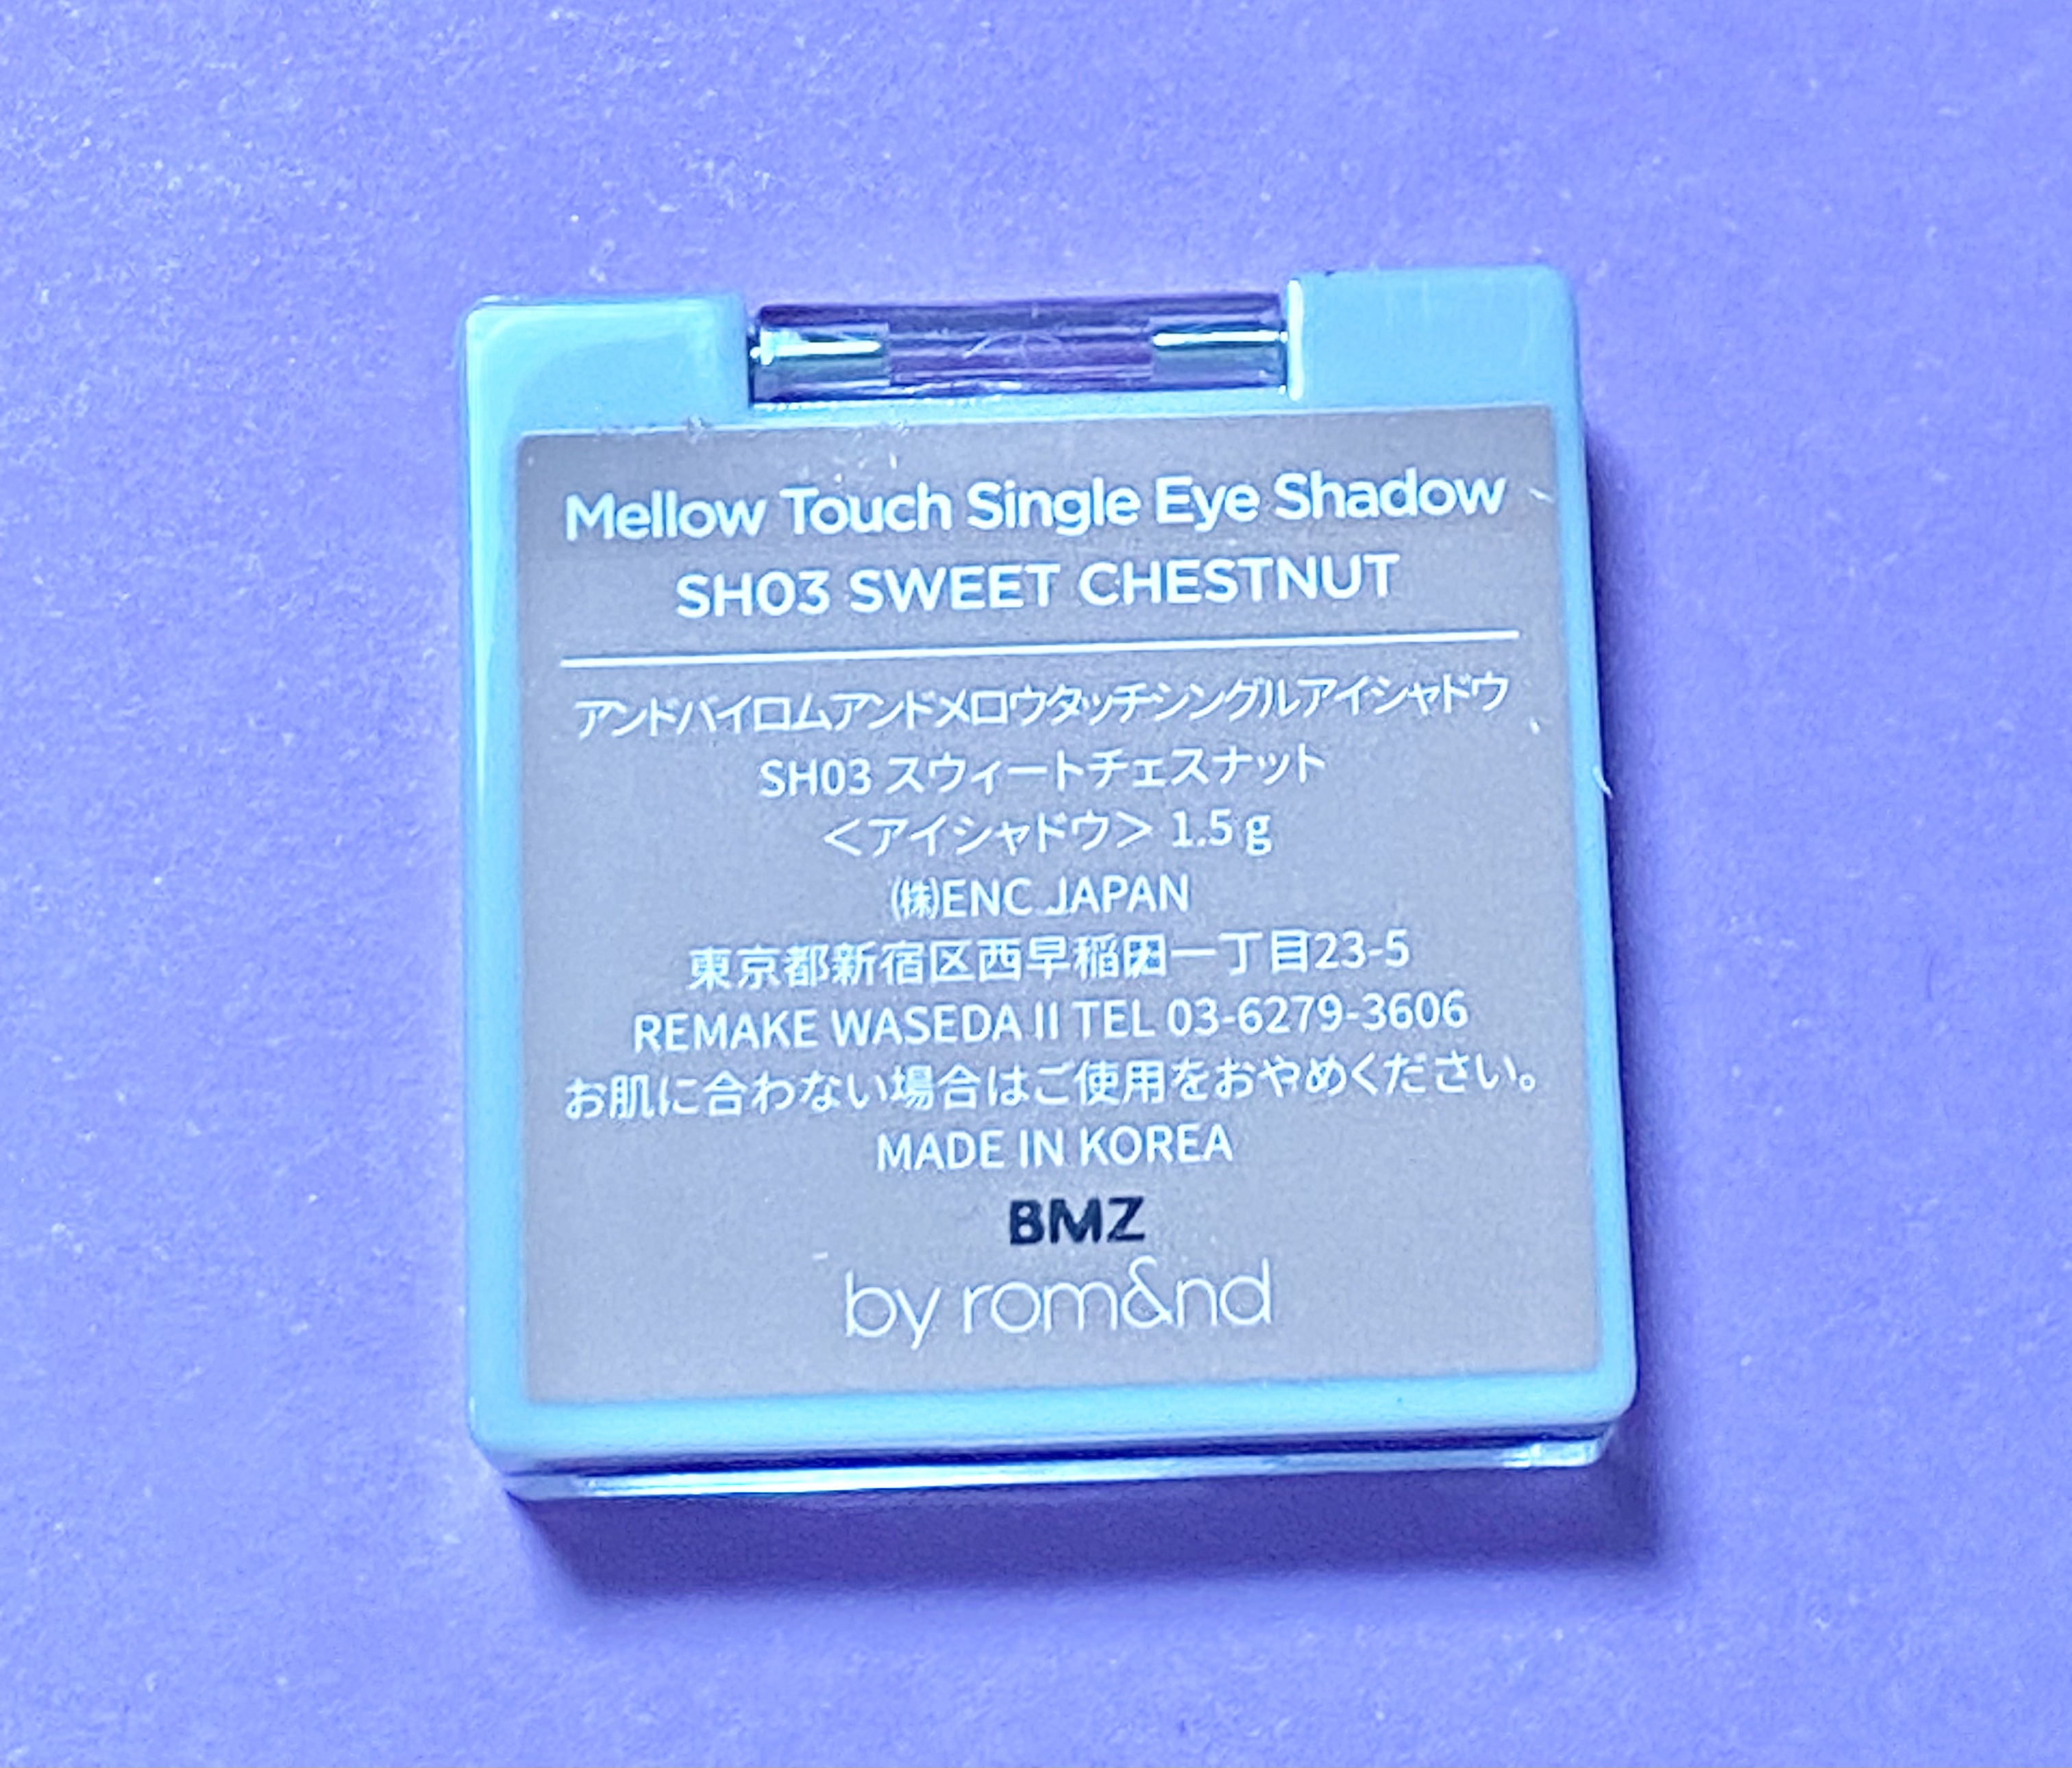 Mellow Touch Single Eye Shadow
SH03 SWEET CHESTNUT
アンドバイロムアンドメロウタッチシングルアイシャドウ
SH03 スウィートチェスナット
＜アイシャドウ＞ 1.5 g
㈱ENC JAPAN
東京都新宿区西早稲田一丁目23-5
REMAKE WASEDA II TEL 03-6279-3606
お肌に合わない場合はご使用をおやめください。
MADE IN KOREA
BMZ
by rom&nd